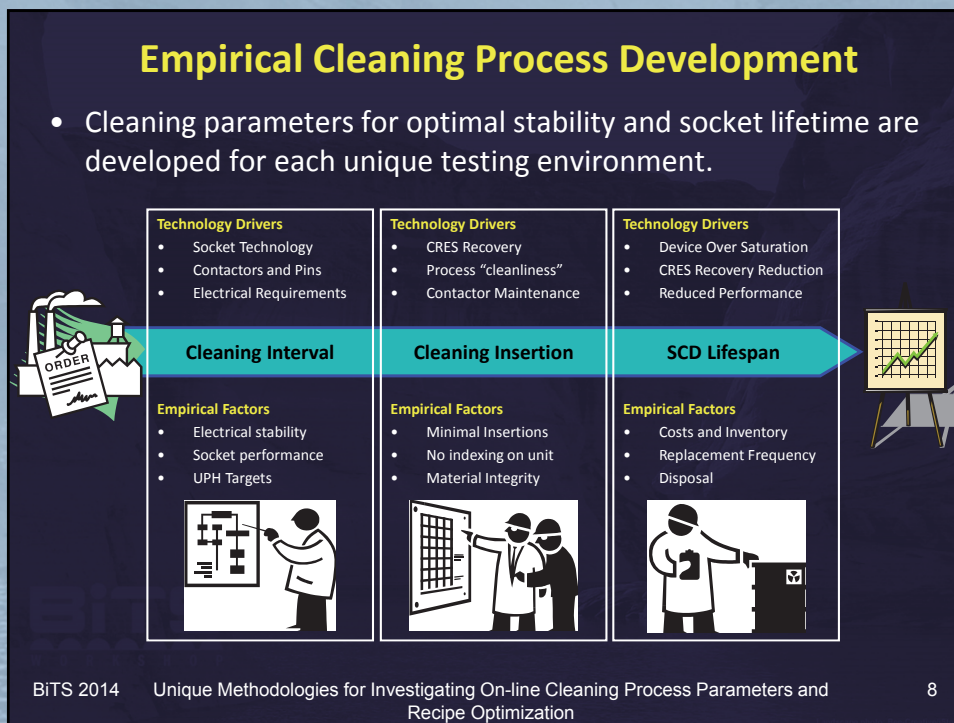 Empirical Cleaning Process Development
• Cleaning parameters for optimal stability and socket lifetime are
developed for each unique testing environment.
Technology Drivers
• Socket Technology
• Contactors and Pins
• Electrical Requirements
Cleaning Interval
Empirical Factors
• Electrical stability
• Socket performance
• UPH Targets
Technology Drivers
• CRES Recovery
• Process “cleanliness”
• Contactor Maintenance
Cleaning Insertion
Empirical Factors
• Minimal Insertions
• No indexing on unit
• Material Integrity
Technology Drivers
• Device Over Saturation
• CRES Recovery Reduction
• Reduced Performance
SCD Lifespan
Empirical Factors
• Costs and Inventory
• Replacement Frequency
• Disposal
ORDER
BiTS
BiTS 2014 Unique Methodologies for Investigating On-line Cleaning Process Parameters and 8
Recipe Optimization